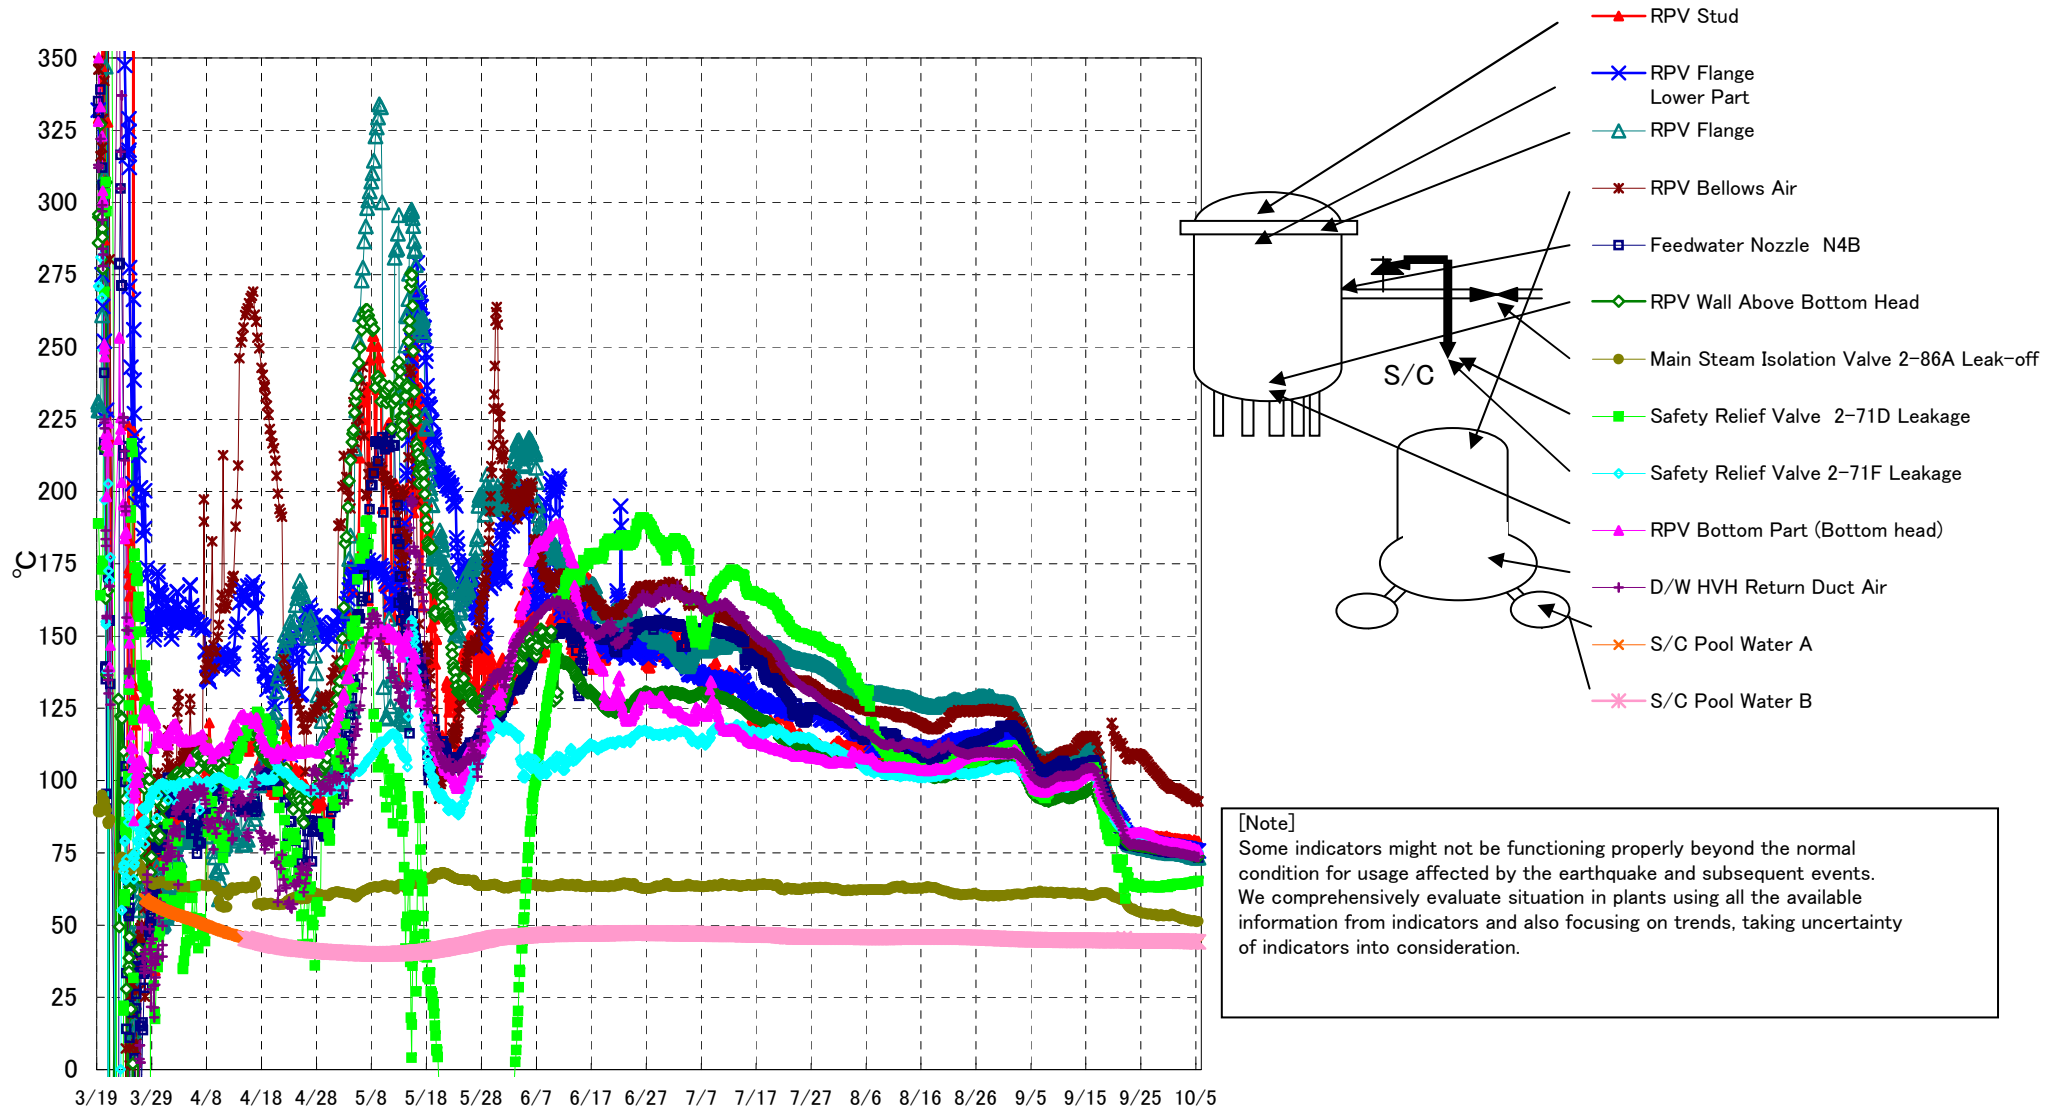 350
325
300
275
250
225
200
175
150
125
100
75
50
25
0
℃
3/19 3/29 4/8 4/18 4/28 5/8 5/18 5/28 6/7 6/17 6/27 7/7 7/17 7/27 8/6 8/16 8/26 9/5 9/15 9/25 10/5
RPV Stud
RPV Flange
Lower Part
RPV Flange
RPV Bellows Air
Feedwater Nozzle N4B
RPV Wall Above Bottom Head
Main Steam Isolation Valve 2-86A Leak-off
Safety Relief Valve 2-71D Leakage
Safety Relief Valve 2-71F Leakage
RPV Bottom Part (Bottom head)
D/W HVH Return Duct Air
S/C Pool Water A
S/C Pool Water B
S/C
[Note]
Some indicators might not be functioning properly beyond the normal
condition for usage affected by the earthquake and subsequent events.
We comprehensively evaluate situation in plants using all the available
information from indicators and also focusing on trends, taking uncertainty
of indicators into consideration.